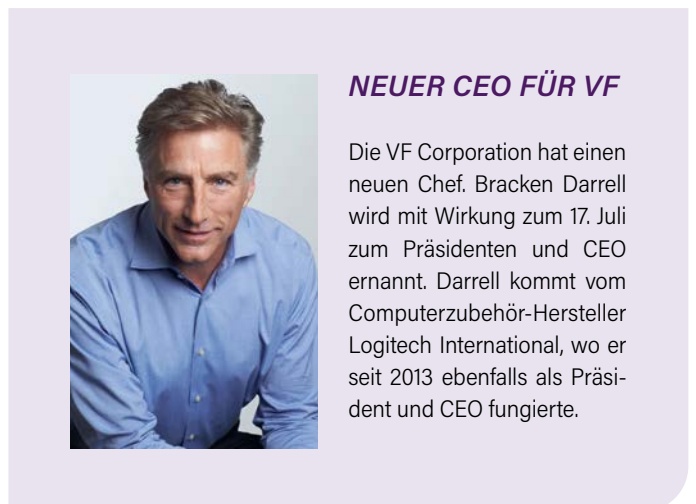 NEUER CEO FÜR VF
Die VF Corporation hat einen
neuen Chef. Bracken Darrell
wird mit Wirkung zum 17. Juli
zum Präsidenten und CEO
ernannt. Darrell kommt vom
Computerzubehör-Hersteller
Logitech International, wo er
seit 2013 ebenfalls als Präsi-
dent und CEO fungierte.